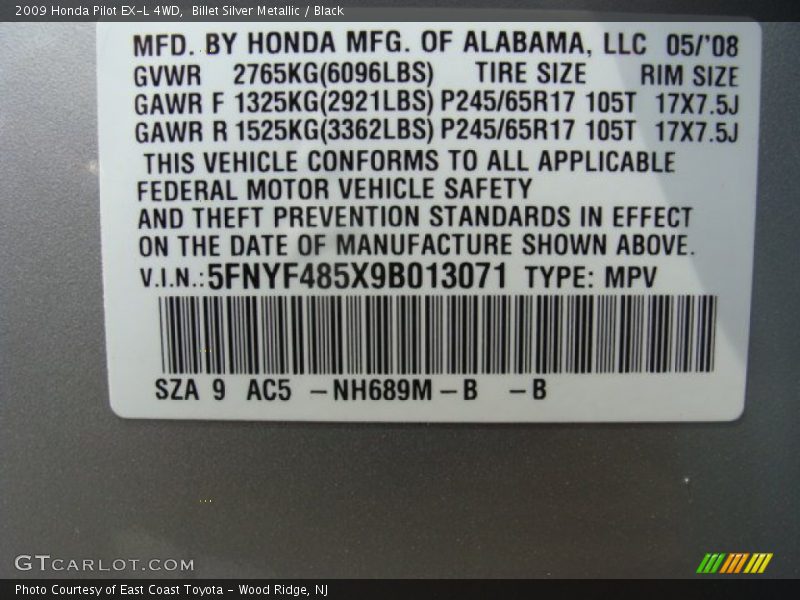 2009 Honda Pilot EX-L 4WD,  Billet Silver Metallic / Black
MFD. BY HONDA MFG. OF ALABAMA, LLC 05/'08
GVWR 2765KG(6096LBS) TIRE SIZE RIM SIZE
GAWR F 1325KG(2921LBS) P245/65R17 105T 17X7.5J
GAWR R 1525KG(3362LBS) P245/65R17 105T 17X7.5J
THIS VEHICLE CONFORMS TO ALL APPLICABLE
FEDERAL MOTOR VEHICLE SAFETY
AND THEFT PREVENTION STANDARDS IN EFFECT
ON THE DATE OF MANUFACTURE SHOWN ABOVE.
V.I.N.: 5FNYF485X9B013071 TYPE: MPV
SZA 9 AC5 -NH689M-B -B
GTCARLOT.COM
Photo Courtesy of East Coast Toyota - Wood Ridge, NJ